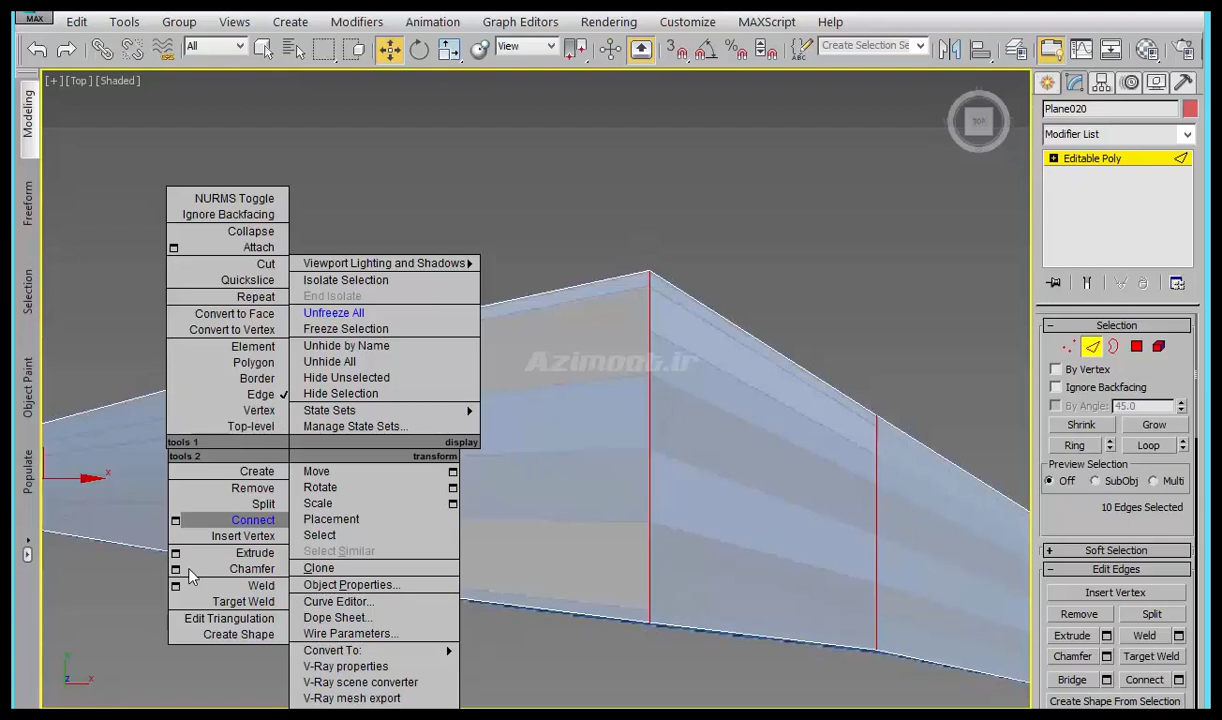 MAX
Edit Tools Group Views Create Modifiers Animation Graph Editors Rendering Customize MAXScript Help
All
View
3
Create Selection Se
[+] [Top] [Shaded]
TOP
Modeling
Freeform
Selection
Object Paint
Populate
NURMS Toggle
Ignore Backfacing
Collapse
Attach
Cut
Quickslice
Repeat
Convert to Face
Convert to Vertex
Element
Polygon
Border
Edge
Vertex
Top-level
tools 1
Viewport Lighting and Shadows
Isolate Selection
End Isolate
Unfreeze All
Freeze Selection
Unhide by Name
Unhide All
Hide Unselected
Hide Selection
State Sets
Manage State Sets...
display
tools 2
Create
Remove
Split
Connect
Insert Vertex
Extrude
Chamfer
Weld
Target Weld
Edit Triangulation
Create Shape
transform
Move
Rotate
Scale
Placement
Select
Select Similar
Clone
Object Properties...
Curve Editor...
Dope Sheet...
Wire Parameters...
Convert To:
V-Ray properties
V-Ray scene converter
V-Ray mesh export
Azimoot.ir
x
z x
Plane020
Modifier List
Editable Poly
Selection
By Vertex
Ignore Backfacing
By Angle: 45.0
Shrink Grow
Ring Loop
Preview Selection
Off SubObj Multi
10 Edges Selected
Soft Selection
Edit Edges
Insert Vertex
Remove Split
Extrude Weld
Chamfer Target Weld
Bridge Connect
Create Shape From Selection